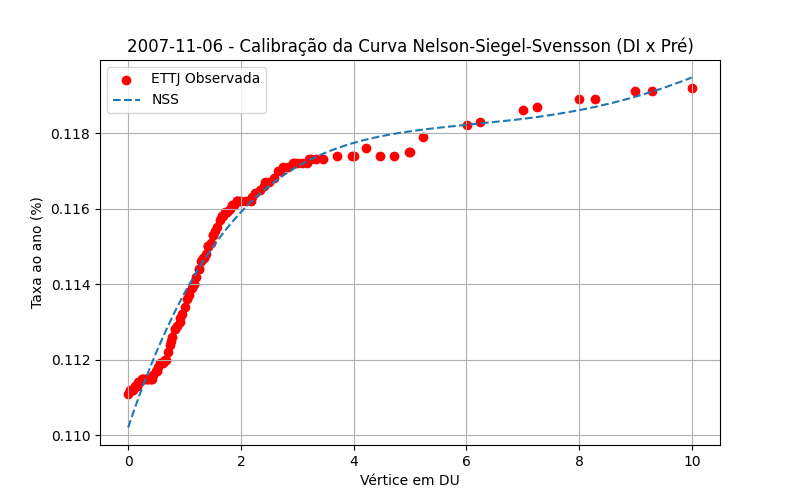 2007-11-06 - Calibração da Curva Nelson-Siegel-Svensson (DI x Pré)
ETTJ Observada
NSS
Taxa ao ano (%)
0.118
0.116
0.114
0.112
0.110
0 2 4 6 8 10
Vértice em DU